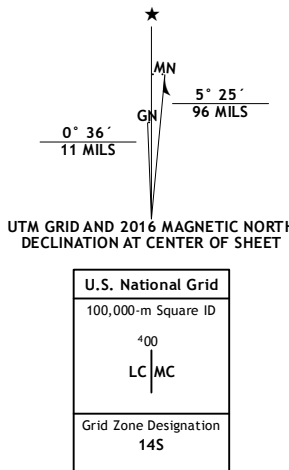 MN
5° 25´
96 MILS
GN
0° 36´
11 MILS
UTM GRID AND 2016 MAGNETIC NORTH
DECLINATION AT CENTER OF SHEET
U.S. National Grid
100,000-m Square ID
400
LC MC
Grid Zone Designation
14S